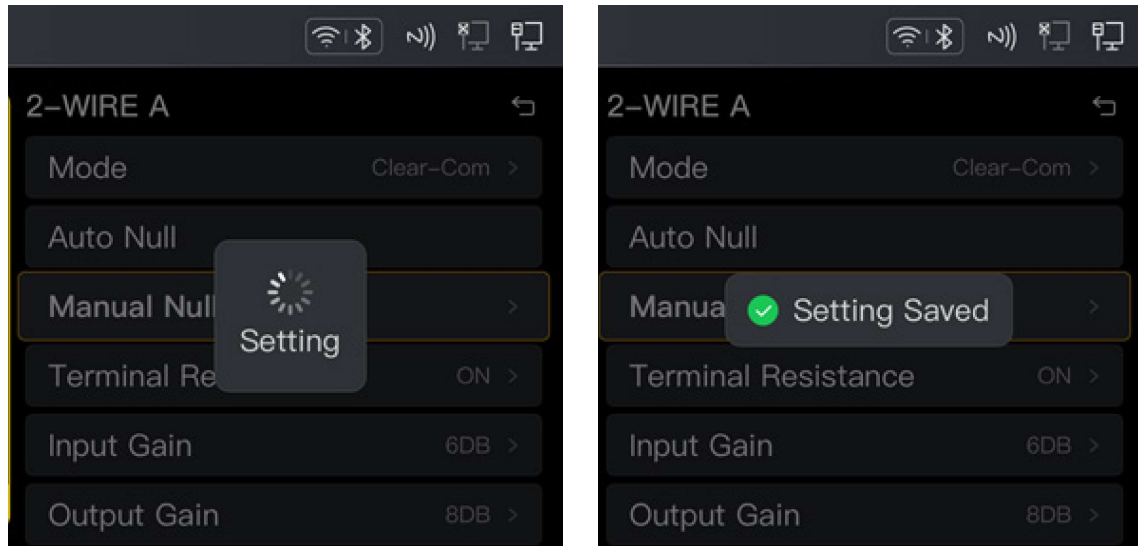 2-WIRE A
Mode Clear-Com >
Auto Null
Manual Null >
Setting
Terminal Re ON >
Input Gain 6DB >
Output Gain 8DB >
2-WIRE A
Mode Clear-Com >
Auto Null
Manua >
Setting Saved
Terminal Resistance ON >
Input Gain 6DB >
Output Gain 8DB >